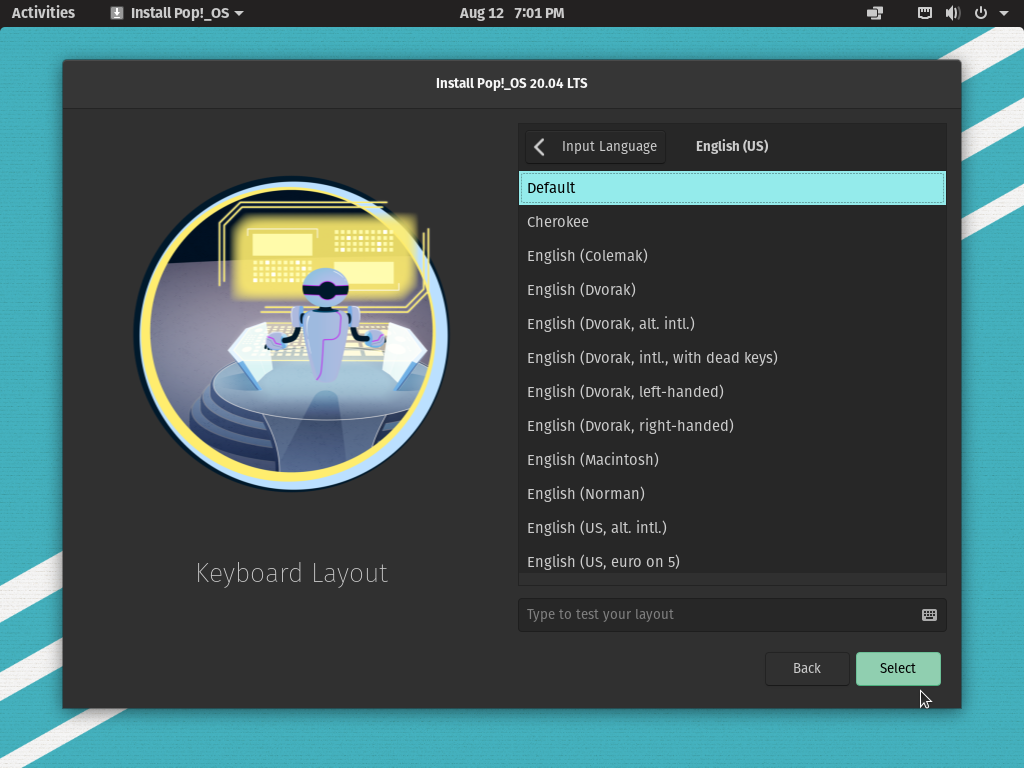 Activities Install Pop!_OS Aug 12 7:01 PM
Install Pop!_OS 20.04 LTS
Input Language English (US)
Default
Cherokee
English (Colemak)
English (Dvorak)
English (Dvorak, alt. intl.)
English (Dvorak, intl., with dead keys)
English (Dvorak, left-handed)
English (Dvorak, right-handed)
English (Macintosh)
English (Norman)
English (US, alt. intl.)
English (US, euro on 5)
Keyboard Layout
Type to test your layout
Back Select